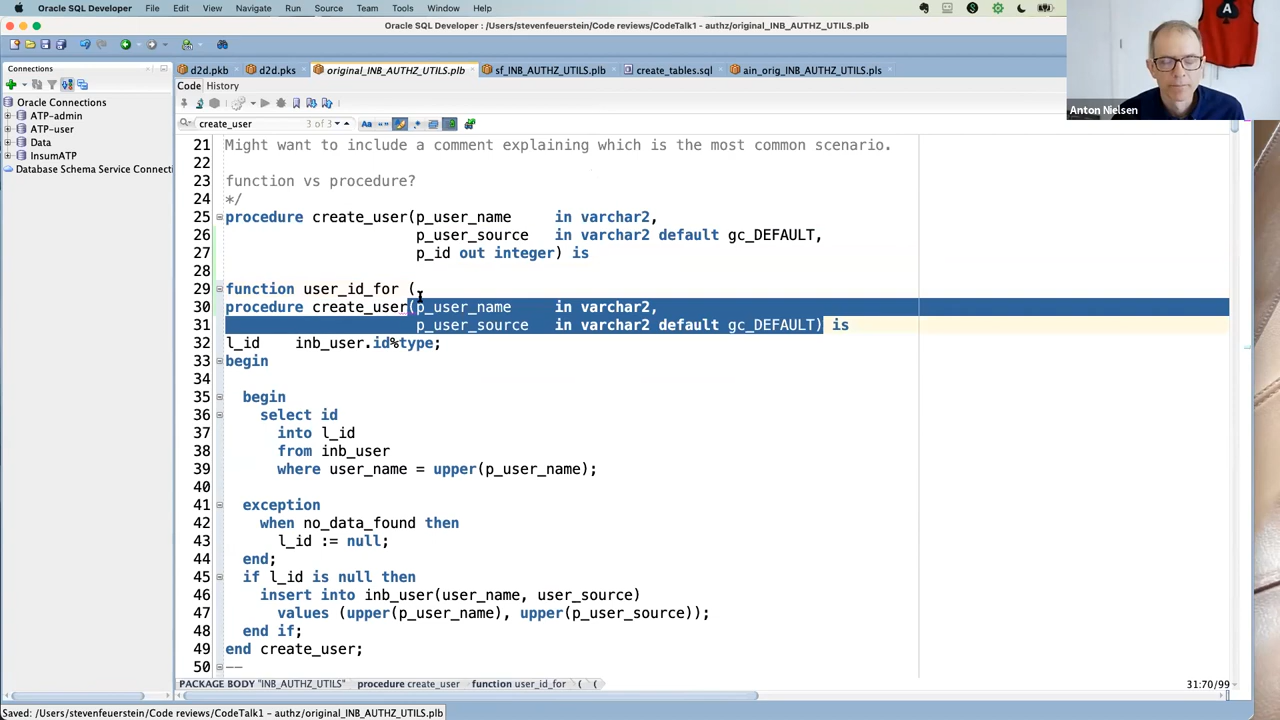 Oracle SQL Developer File Edit View Navigate Run Source Team Tools Window Help
Oracle SQL Developer : /Users/stevenfeuerstein/Code reviews/CodeTalk1 - authz/original_INB_AUTHZ_UTILS.plb
Connections
d2d.pkb d2d.pks original_INB_AUTHZ_UTILS.plb sf_INB_AUTHZ_UTILS.plb create_tables.sql ain_orig_INB_AUTHZ_UTILS.pls
Code History
Oracle Connections
ATP-admin
ATP-user
Data
InsumATP
Database Schema Service Connecti
create_user 3 of 3
Anton Nielsen
A
21 Might want to include a comment explaining which is the most common scenario.
22
23 function vs procedure?
24 */
25 procedure create_user(p_user_name in varchar2,
26 p_user_source in varchar2 default gc_DEFAULT,
27 p_id out integer) is
28
29 function user_id_for (
30 procedure create_user(p_user_name in varchar2,
31 p_user_source in varchar2 default gc_DEFAULT) is
32 l_id inb_user.id%type;
33 begin
34
35 begin
36 select id
37 into l_id
38 from inb_user
39 where user_name = upper(p_user_name);
40
41 exception
42 when no_data_found then
43 l_id := null;
44 end;
45 if l_id is null then
46 insert into inb_user(user_name, user_source)
47 values (upper(p_user_name), upper(p_user_source));
48 end if;
49 end create_user;
50 --
PACKAGE BODY "INB_AUTHZ_UTILS" procedure create_user function user_id_for ( (
31:70/99
Saved: /Users/stevenfeuerstein/Code reviews/CodeTalk1 - authz/original_INB_AUTHZ_UTILS.plb